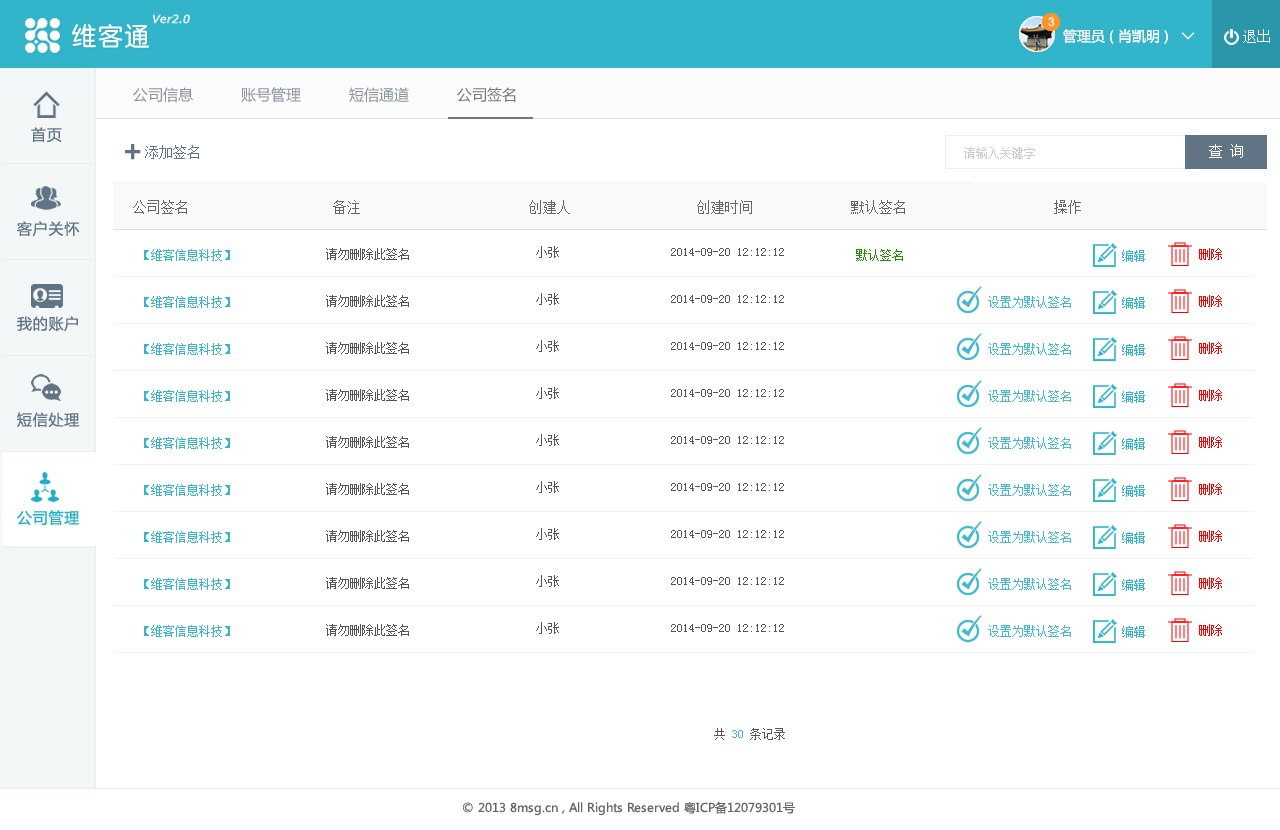 维客通 Ver2.0
3 管理员 ( 肖凯明 ) 退出
首页
客户关怀
我的账户
短信处理
公司管理
公司信息 账号管理 短信通道 公司签名
添加签名 请输入关键字 查 询
公司签名 备注 创建人 创建时间 默认签名 操作
【维客信息科技】 请勿删除此签名 小张 2014-09-20 12:12:12 默认签名 编辑 删除
【维客信息科技】 请勿删除此签名 小张 2014-09-20 12:12:12 设置为默认签名 编辑 删除
【维客信息科技】 请勿删除此签名 小张 2014-09-20 12:12:12 设置为默认签名 编辑 删除
【维客信息科技】 请勿删除此签名 小张 2014-09-20 12:12:12 设置为默认签名 编辑 删除
【维客信息科技】 请勿删除此签名 小张 2014-09-20 12:12:12 设置为默认签名 编辑 删除
【维客信息科技】 请勿删除此签名 小张 2014-09-20 12:12:12 设置为默认签名 编辑 删除
【维客信息科技】 请勿删除此签名 小张 2014-09-20 12:12:12 设置为默认签名 编辑 删除
【维客信息科技】 请勿删除此签名 小张 2014-09-20 12:12:12 设置为默认签名 编辑 删除
【维客信息科技】 请勿删除此签名 小张 2014-09-20 12:12:12 设置为默认签名 编辑 删除
共 30 条记录
© 2013 8msg.cn , All Rights Reserved 粤ICP备12079301号